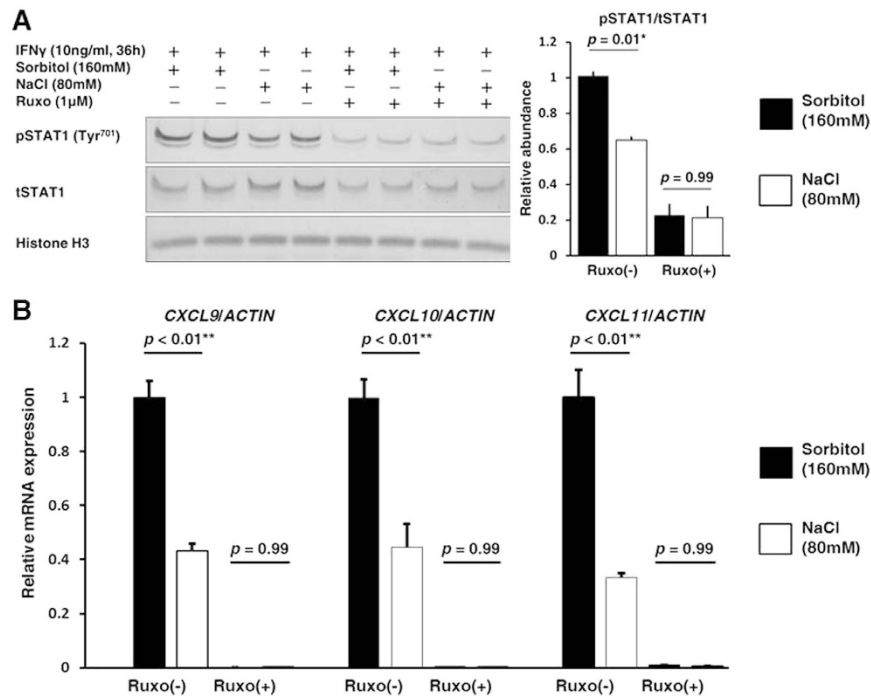 A
IFNγ (10ng/ml, 36h) + + + + + + + +
Sorbitol (160mM) + + − − + + − −
NaCl (80mM) − − + + − − + +
Ruxo (1μM) − − − − + + + +
pSTAT1 (Tyr701)
tSTAT1
Histone H3
pSTAT1/tSTAT1
p = 0.01*
p = 0.99
Relative abundance
1.2
1
0.8
0.6
0.4
0.2
0
Ruxo(-) Ruxo(+)
Sorbitol
(160mM)
NaCl
(80mM)
B
CXCL9/ACTIN CXCL10/ACTIN CXCL11/ACTIN
p < 0.01** p < 0.01** p < 0.01**
p = 0.99 p = 0.99 p = 0.99
Relative mRNA expression
1.2
1
0.8
0.6
0.4
0.2
0
Ruxo(-) Ruxo(+) Ruxo(-) Ruxo(+) Ruxo(-) Ruxo(+)
Sorbitol
(160mM)
NaCl
(80mM)